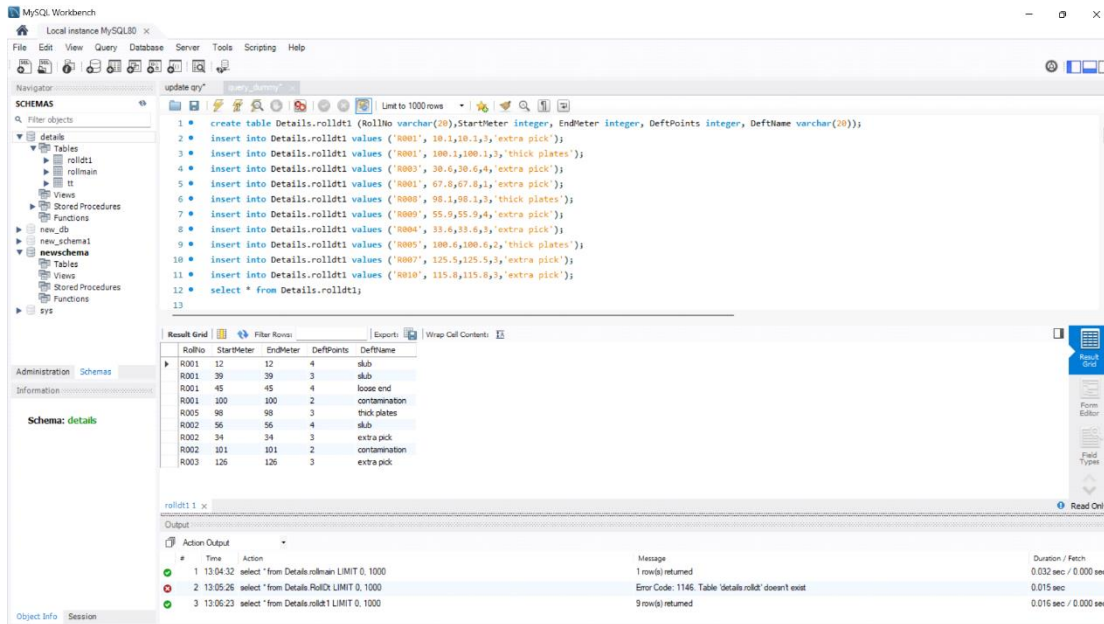 MySQL Workbench
Local instance MySQL80 ×
File Edit View Query Database Server Tools Scripting Help
Navigator
SCHEMAS
Filter objects
details
Tables
rolldt1
rollmain
tt
Views
Stored Procedures
Functions
new_db
new_schema1
newschema
Tables
Views
Stored Procedures
Functions
sys
Administration Schemas
Information
Schema: details
Object Info Session
update qry* query_dummy* ×
Limit to 1000 rows
1 create table Details.rolldt1 (RollNo varchar(20),StartMeter integer, EndMeter integer, DeftPoints integer, DeftName varchar(20));
2 insert into Details.rolldt1 values ('R001', 10.1,10.1,3,'extra pick');
3 insert into Details.rolldt1 values ('R001', 100.1,100.1,3,'thick plates');
4 insert into Details.rolldt1 values ('R003', 30.6,30.6,4,'extra pick');
5 insert into Details.rolldt1 values ('R001', 67.8,67.8,1,'extra pick');
6 insert into Details.rolldt1 values ('R008', 98.1,98.1,3,'thick plates');
7 insert into Details.rolldt1 values ('R009', 55.9,55.9,4,'extra pick');
8 insert into Details.rolldt1 values ('R004', 33.6,33.6,3,'extra pick');
9 insert into Details.rolldt1 values ('R005', 100.6,100.6,2,'thick plates');
10 insert into Details.rolldt1 values ('R007', 125.5,125.5,3,'extra pick');
11 insert into Details.rolldt1 values ('R010', 115.8,115.8,3,'extra pick');
12 select * from Details.rolldt1;
13
Result Grid Filter Rows: Export: Wrap Cell Content:
RollNo StartMeter EndMeter DeftPoints DeftName
R001 12 12 4 slub
R001 39 39 3 slub
R001 45 45 4 loose end
R001 100 100 2 contamination
R005 98 98 3 thick plates
R002 56 56 4 slub
R002 34 34 3 extra pick
R002 101 101 2 contamination
R003 126 126 3 extra pick
Result Grid
Form Editor
Field Types
rolldt1 1 × Read Onl
Output
Action Output
# Time Action Message Duration / Fetch
1 13:04:32 select * from Details.rollmain LIMIT 0, 1000 1 row(s) returned 0.032 sec / 0.000 sec
2 13:05:26 select * from Details.RollDt LIMIT 0, 1000 Error Code: 1146. Table 'details.rolldt' doesn't exist 0.015 sec
3 13:06:23 select * from Details.rolldt1 LIMIT 0, 1000 9 row(s) returned 0.016 sec / 0.000 sec